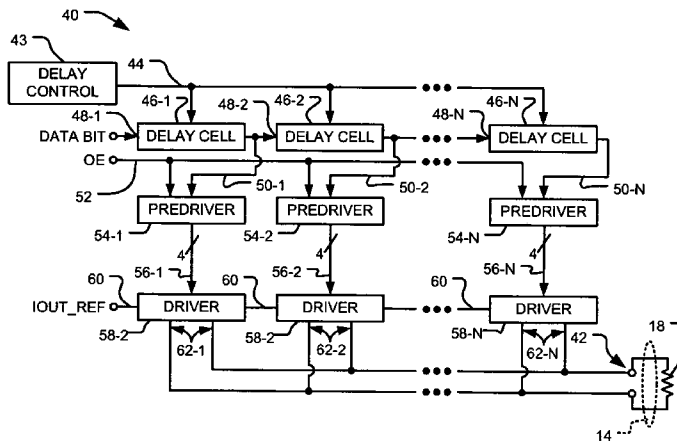 40
43
44
DELAY CONTROL
46-1
46-2
46-N
48-1
48-2
48-N
DATA BIT
DELAY CELL
DELAY CELL
DELAY CELL
OE
52
50-1
50-2
50-N
PREDRIVER
PREDRIVER
PREDRIVER
54-1
54-2
54-N
4
4
4
56-1
56-2
56-N
60
60
60
IOUT_REF
DRIVER
DRIVER
DRIVER
58-2
58-2
58-N
62-1
62-2
62-N
42
18
14